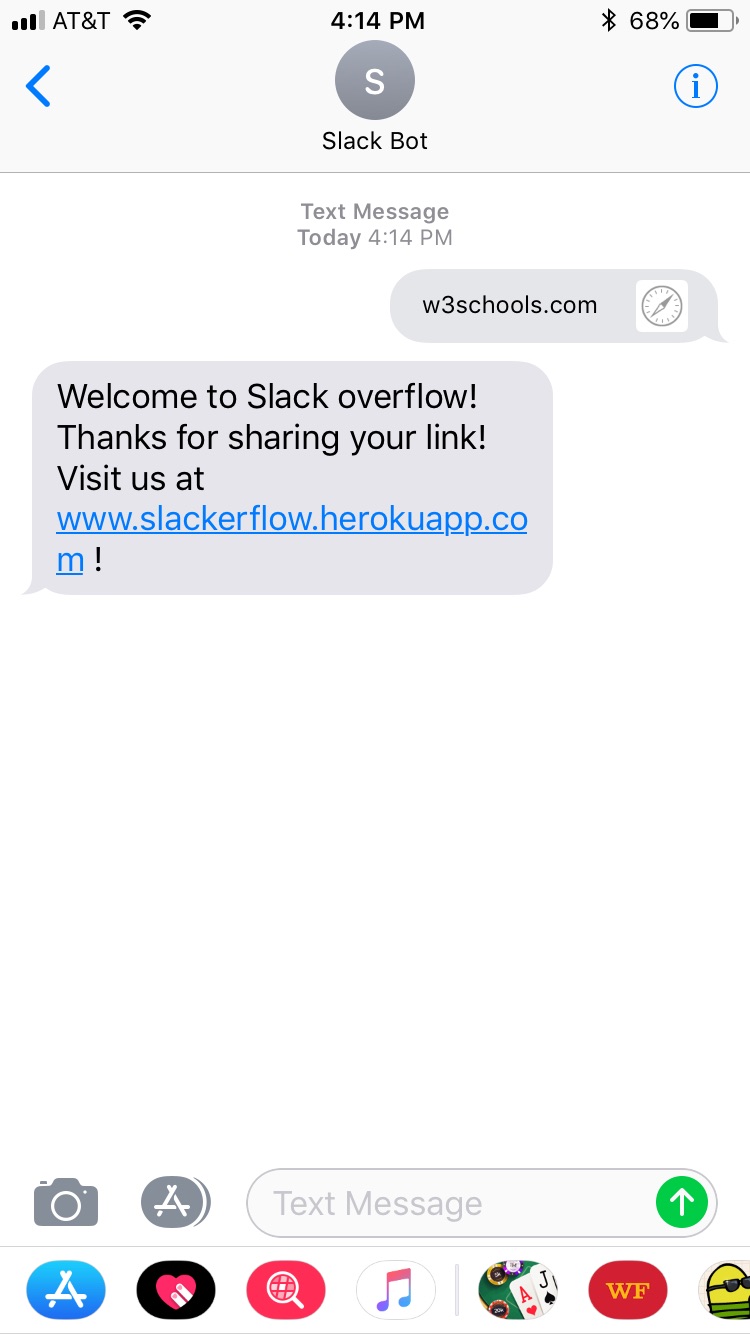 AT&T 4:14 PM 68%
S
Slack Bot
Text Message
Today 4:14 PM
w3schools.com
Welcome to Slack overflow!
Thanks for sharing your link!
Visit us at
www.slackerflow.herokuapp.co
m !
Text Message
A J WF